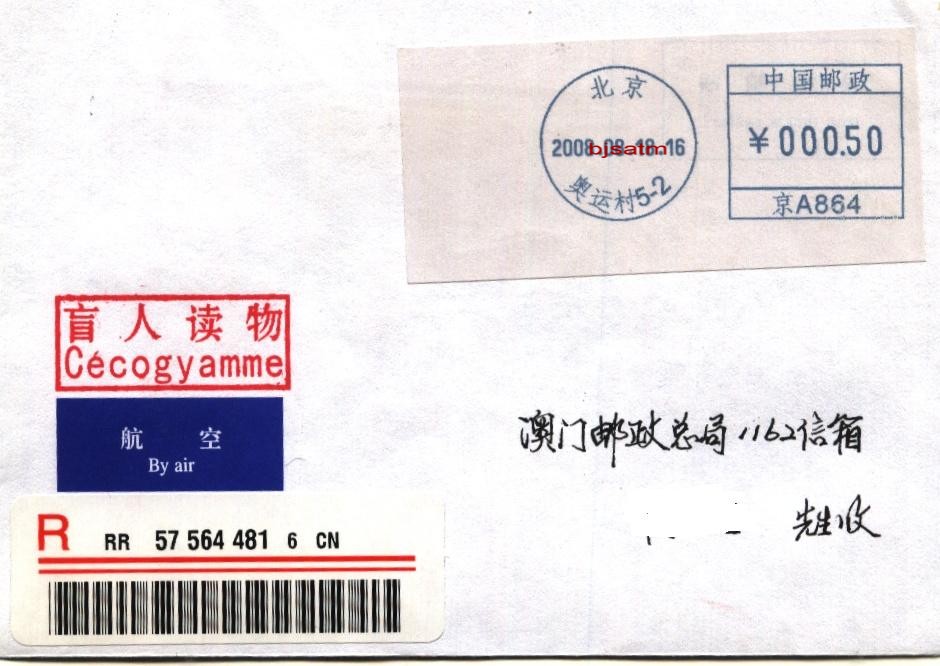 北京
2008
bjsatm
16
奥运村5-2
中国邮政
¥000.50
京A864
盲人读物
Cécogyamme
航 空
By air
R RR 57 564 481 6 CN
澳门邮政总局1162信箱
先生收